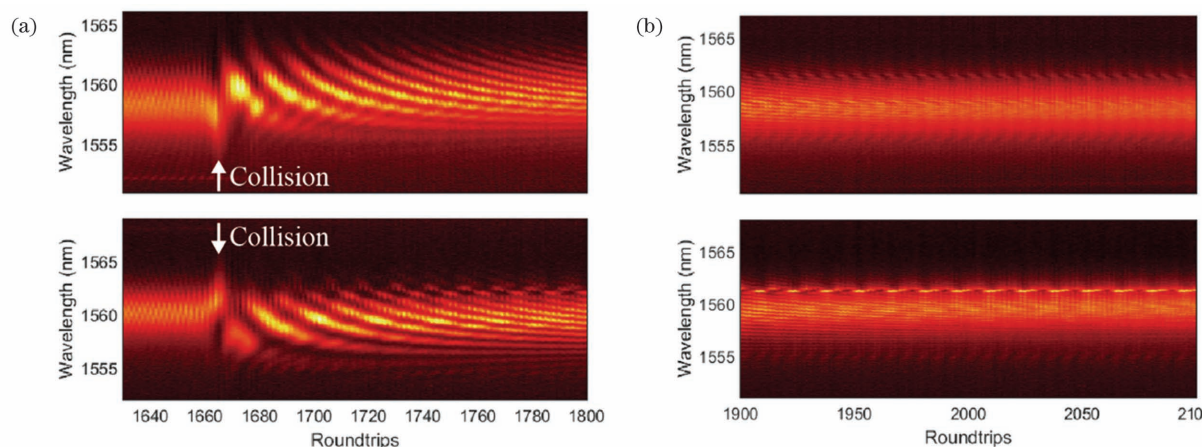 (a)
Wavelength (nm)
1565
1560
1555
Collision
Wavelength (nm)
1565
1560
1555
Collision
1640 1660 1680 1700 1720 1740 1760 1780 1800
Roundtrips
(b)
Wavelength (nm)
1565
1560
1555
Wavelength (nm)
1565
1560
1555
1900 1950 2000 2050 210
Roundtrips